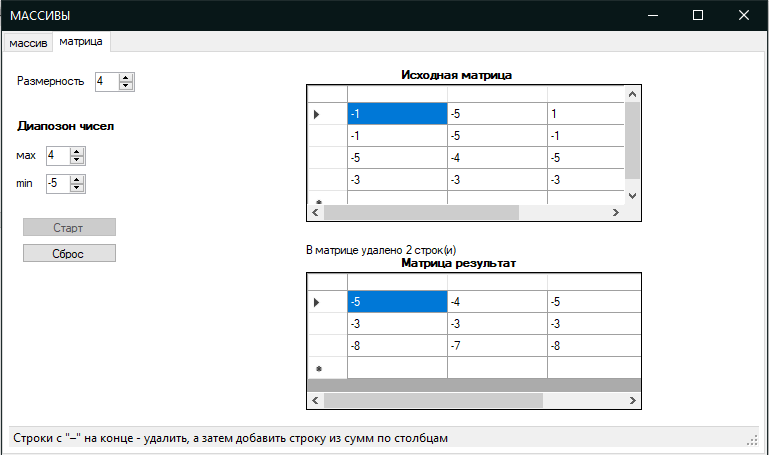 МАССИВЫ
массив матрица
Размерность 4
Исходная матрица
-1 -5 1
-1 -5 -1
-5 -4 -5
-3 -3 -3
Диапозон чисел
мах 4
min -5
Старт
Сброс
В матрице удалено 2 строк(и)
Матрица результат
-5 -4 -5
-3 -3 -3
-8 -7 -8
Строки с "–" на конце - удалить, а затем добавить строку из сумм по столбцам